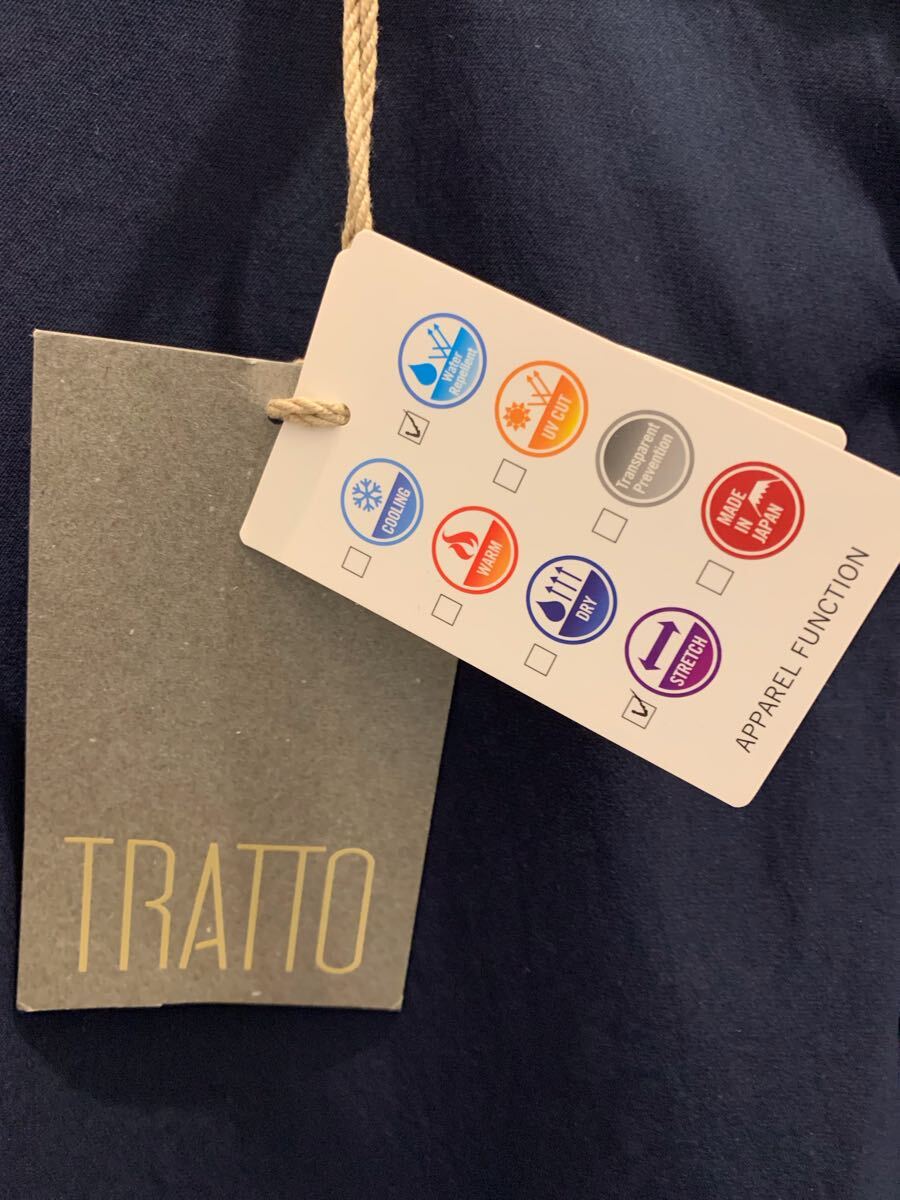 Water
Repellent
UV CUT
Transparent
Prevention
MADE
IN
JAPAN
COOLING
WARM
DRY
STRETCH
APPAREL FUNCTION
TRATTO